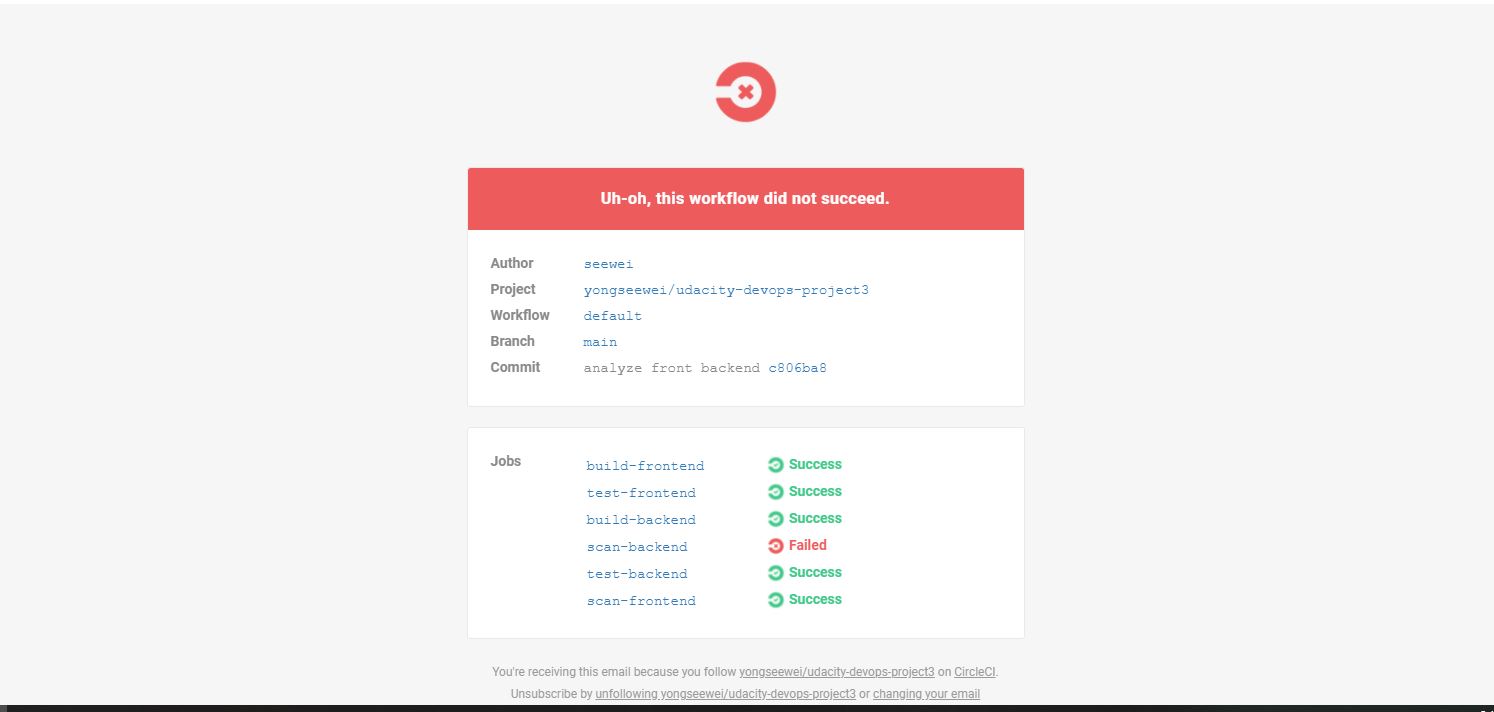 Uh-oh, this workflow did not succeed.
Author seewei
Project yongseewei/udacity-devops-project3
Workflow default
Branch main
Commit analyze front backend c806ba8
Jobs build-frontend Success
test-frontend Success
build-backend Success
scan-backend Failed
test-backend Success
scan-frontend Success
You're receiving this email because you follow yongseewei/udacity-devops-project3 on CircleCI.
Unsubscribe by unfollowing yongseewei/udacity-devops-project3 or changing your email